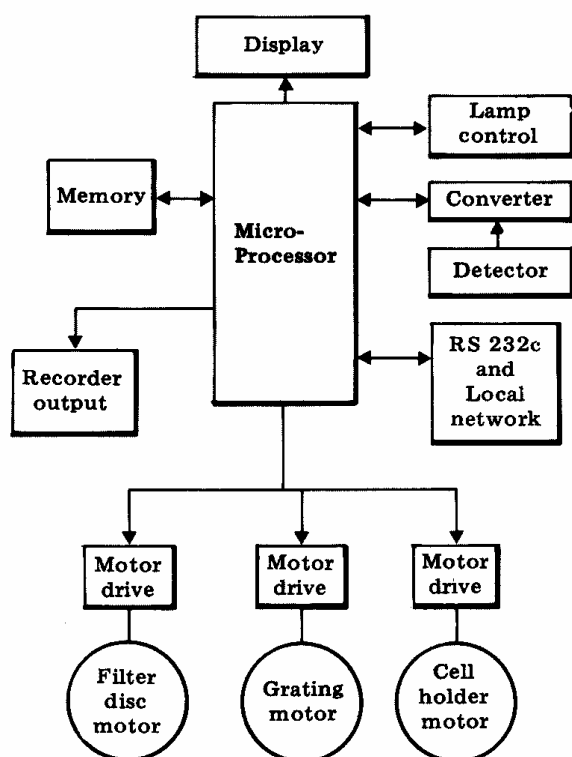 Display
Lamp
control
Memory
Converter
Micro-
Processor
Detector
RS 232c
and
Local
network
Recorder
output
Motor
drive
Motor
drive
Motor
drive
Filter
disc
motor
Grating
motor
Cell
holder
motor